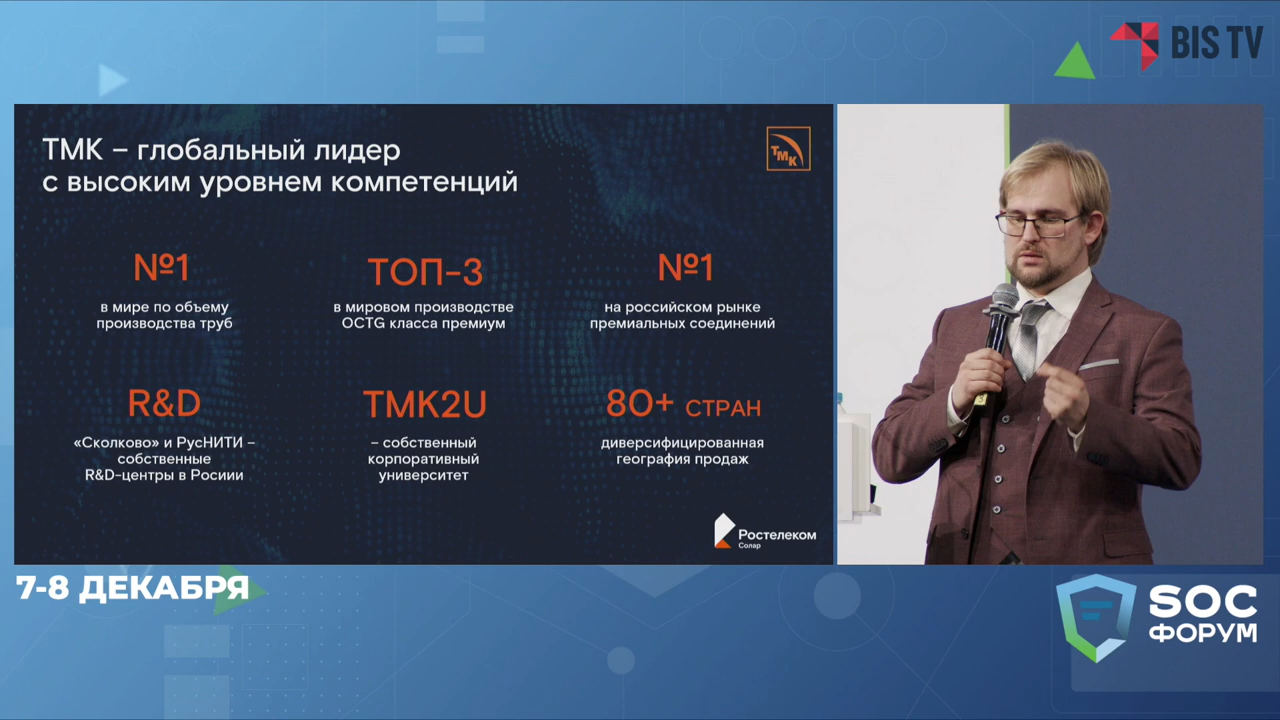 BIS TV
ТМК – глобальный лидер
с высоким уровнем компетенций
ТМК
№1
в мире по объему
производства труб
ТОП-3
в мировом производстве
OCTG класса премиум
№1
на российском рынке
премиальных соединений
R&D
«Сколково» и РусНИТИ –
собственные
R&D-центры в Росиии
TMK2U
– собственный
корпоративный
университет
80+ СТРАН
диверсифицированная
география продаж
Ростелеком
Солар
7-8 ДЕКАБРЯ
SOC
ФОРУМ